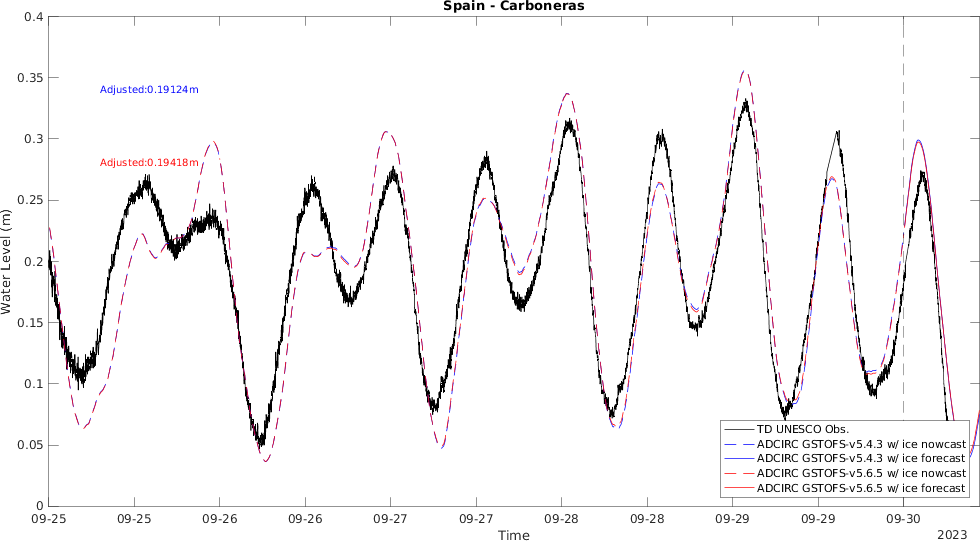 Spain - Carboneras
0.4
0.35
0.3
0.25
0.2
0.15
0.1
0.05
0
Water Level (m)
Adjusted:0.19124m
Adjusted:0.19418m
TD UNESCO Obs.
ADCIRC GSTOFS-v5.4.3 w/ ice nowcast
ADCIRC GSTOFS-v5.4.3 w/ ice forecast
ADCIRC GSTOFS-v5.6.5 w/ ice nowcast
ADCIRC GSTOFS-v5.6.5 w/ ice forecast
09-25 09-25 09-26 09-26 09-27 09-27 09-28 09-28 09-29 09-29 09-30
Time
2023